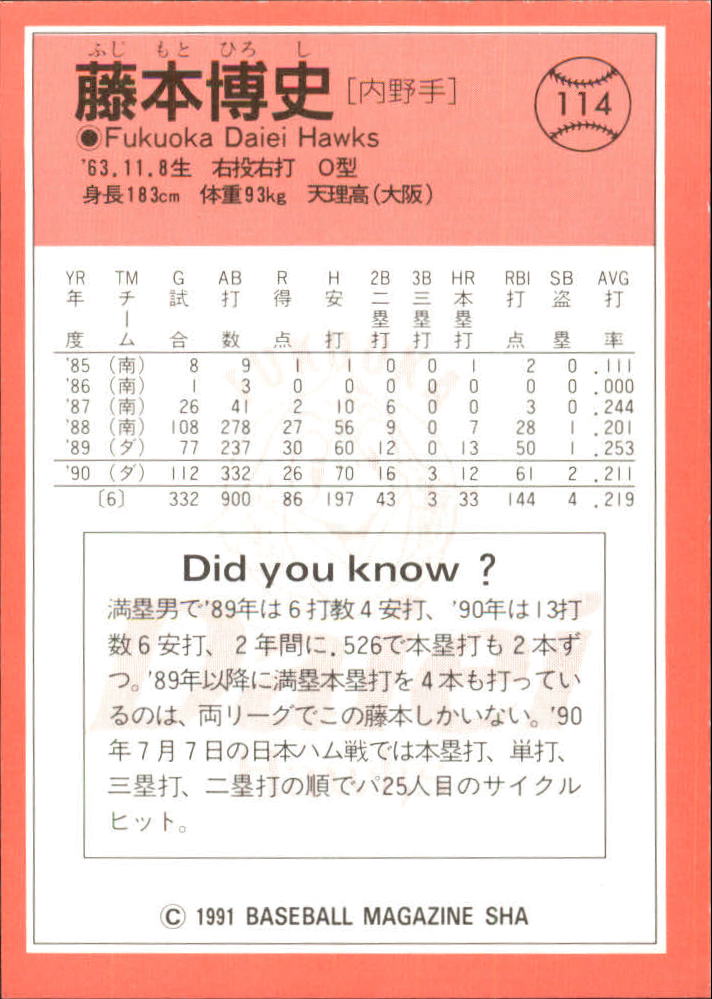 ふじ もと ひろ し
藤本博史 [内野手]
114
●Fukuoka Daiei Hawks
'63.11.8生 右投右打 O型
身長183cm 体重93kg 天理高(大阪)
YR TM G AB R H 2B 3B HR RBI SB AVG
年度 チーム 試合 打数 得点 安打 二塁打 三塁打 本塁打 打点 盗塁 打率
'85 (南) 8 9 1 1 0 0 1 2 0 .111
'86 (南) 1 3 0 0 0 0 0 0 0 .000
'87 (南) 26 41 2 10 6 0 0 3 0 .244
'88 (南) 108 278 27 56 9 0 7 28 1 .201
'89 (ダ) 77 237 30 60 12 0 13 50 1 .253
'90 (ダ) 112 332 26 70 16 3 12 61 2 .211
〔6〕 332 900 86 197 43 3 33 144 4 .219
Did you know ?
満塁男で'89年は6打教4安打、'90年は13打
数6安打、2年間に.526で本塁打も2本ず
つ。'89年以降に満塁本塁打を4本も打ってい
るのは、両リーグでこの藤本しかいない。'90
年7月7日の日本ハム戦では本塁打、単打、
三塁打、二塁打の順でパ25人目のサイクル
ヒット。
Daiei
© 1991 BASEBALL MAGAZINE SHA